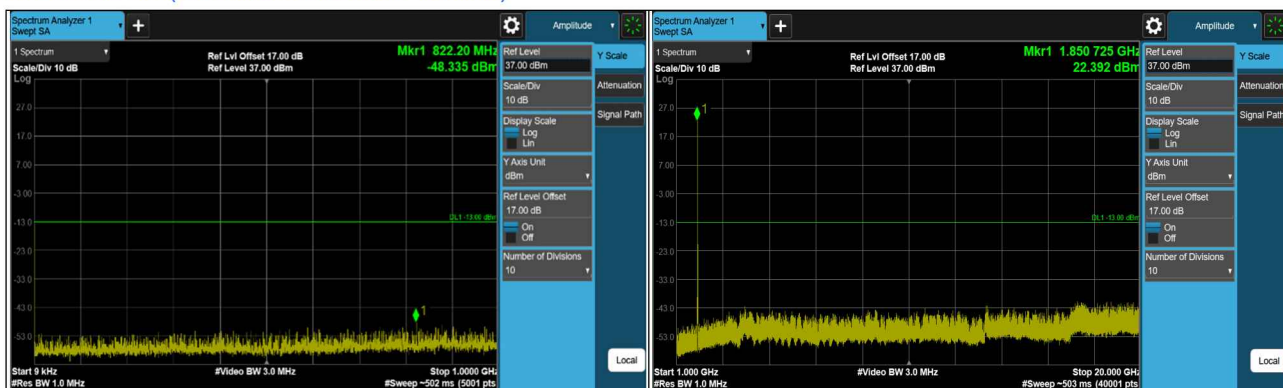 Spectrum Analyzer 1
Swept SA
+
Amplitude
1 Spectrum
Scale/Div 10 dB
Log
Ref Lvl Offset 17.00 dB
Ref Level 37.00 dBm
Mkr1 822.20 MHz
-48.335 dBm
27.0
17.0
7.00
-3.00
-13.0
-23.0
-33.0
-43.0
-53.0
DL1 -13.00 dBm
1
Start 9 kHz
#Res BW 1.0 MHz
#Video BW 3.0 MHz
Stop 1.0000 GHz
#Sweep ~502 ms (5001 pts
Ref Level
37.00 dBm
Scale/Div
10 dB
Display Scale
Log
Lin
Y Axis Unit
dBm
Ref Level Offset
17.00 dB
On
Off
Number of Divisions
10
Y Scale
Attenuation
Signal Path
Local
Spectrum Analyzer 1
Swept SA
+
Amplitude
1 Spectrum
Scale/Div 10 dB
Log
Ref Lvl Offset 17.00 dB
Ref Level 37.00 dBm
Mkr1 1.850 725 GHz
22.392 dBm
27.0
17.0
7.00
-3.00
-13.0
-23.0
-33.0
-43.0
-53.0
DL1 -13.00 dBm
1
Start 1.000 GHz
#Res BW 1.0 MHz
#Video BW 3.0 MHz
Stop 20.000 GHz
#Sweep ~503 ms (40001 pts
Ref Level
37.00 dBm
Scale/Div
10 dB
Display Scale
Log
Lin
Y Axis Unit
dBm
Ref Level Offset
17.00 dB
On
Off
Number of Divisions
10
Y Scale
Attenuation
Signal Path
Local